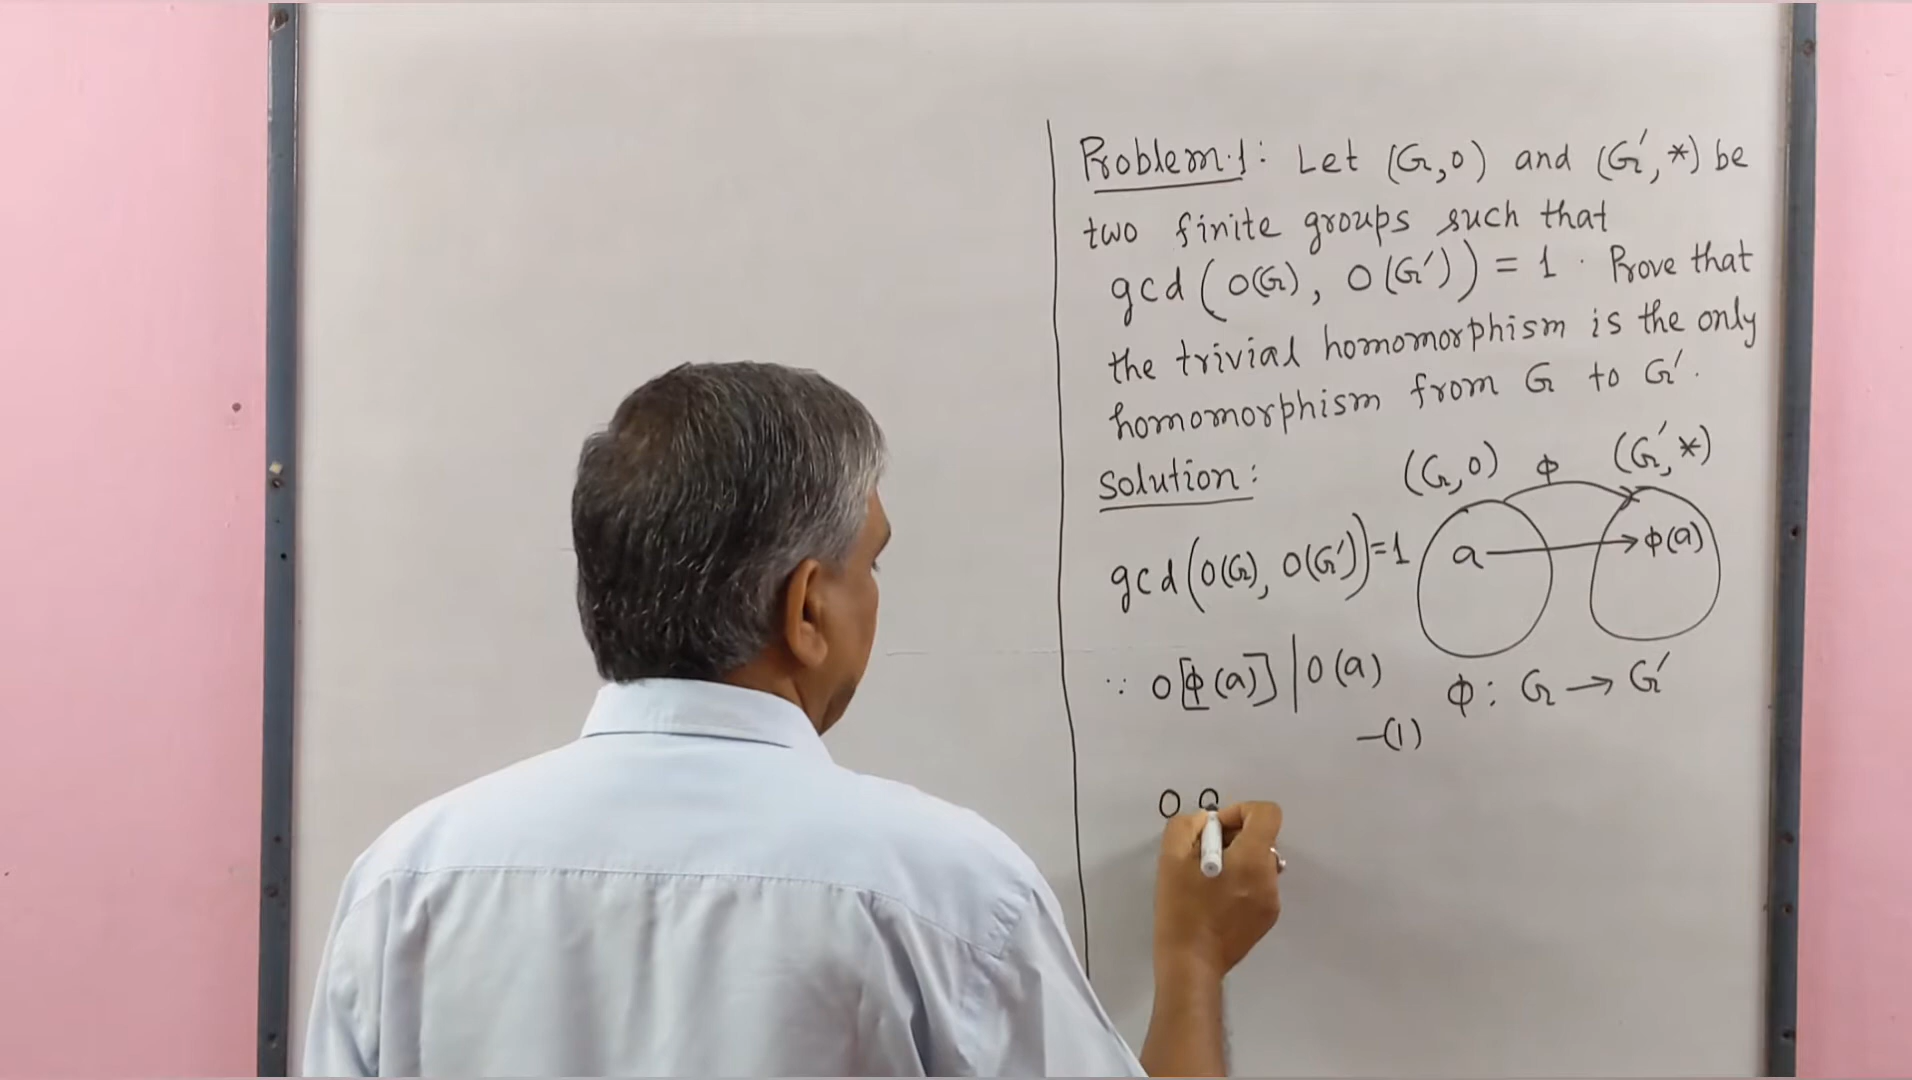 Problem.1: Let (G, o) and (G', *) be
two finite groups such that
gcd (O(G), O(G')) = 1. Prove that
the trivial homomorphism is the only
homomorphism from G to G'.
Solution:
(G, o) φ (G', *)
gcd (O(G), O(G')) = 1
a → φ(a)
∵ O[φ(a)] | O(a)
φ: G → G'
—(1)
O